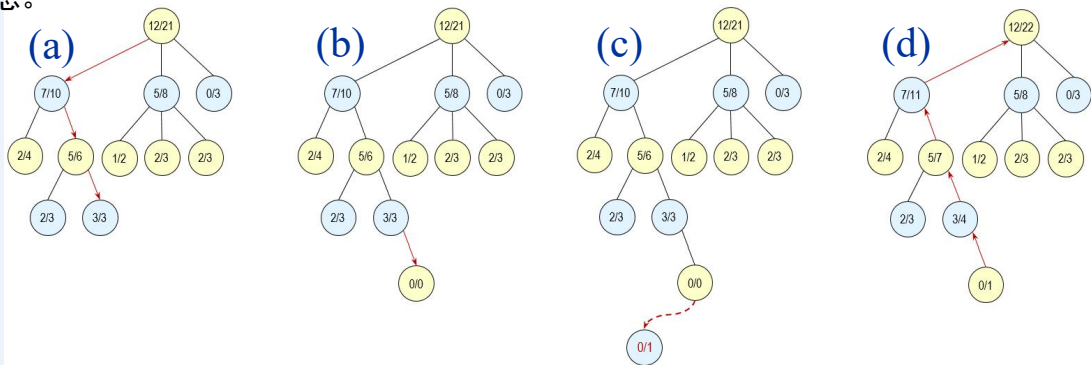 (a) (b) (c) (d)
12/21 12/21 12/21 12/22
7/10 5/8 0/3 7/10 5/8 0/3 7/10 5/8 0/3 7/11 5/8 0/3
2/4 5/6 1/2 2/3 2/3 2/4 5/6 1/2 2/3 2/3 2/4 5/6 1/2 2/3 2/3 2/4 5/7 1/2 2/3 2/3
2/3 3/3 2/3 3/3 2/3 3/3 2/3 3/4
0/0 0/0 0/1
0/1